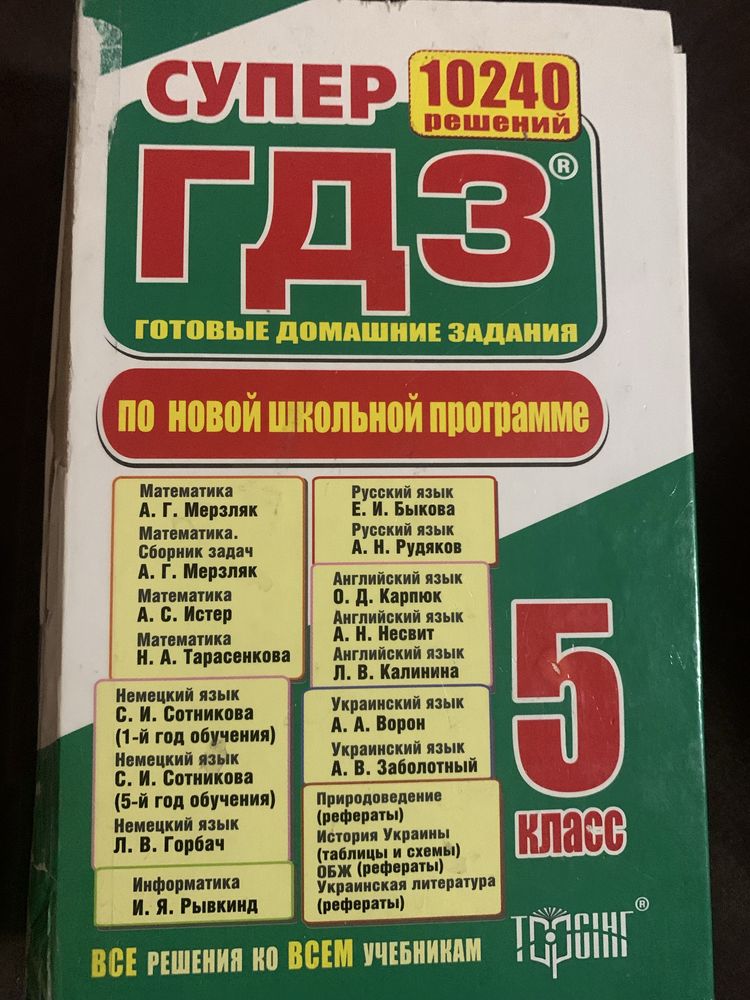 СУПЕР
10240
решений
ГДЗ®
ГОТОВЫЕ ДОМАШНИЕ ЗАДАНИЯ
ПО НОВОЙ ШКОЛЬНОЙ ПРОГРАММЕ
Математика
А. Г. Мерзляк
Математика.
Сборник задач
А. Г. Мерзляк
Математика
А. С. Истер
Математика
Н. А. Тарасенкова
Немецкий язык
С. И. Сотникова
(1-й год обучения)
Немецкий язык
С. И. Сотникова
(5-й год обучения)
Немецкий язык
Л. В. Горбач
Информатика
И. Я. Рывкинд
Русский язык
Е. И. Быкова
Русский язык
А. Н. Рудяков
Английский язык
О. Д. Карпюк
Английский язык
А. Н. Несвит
Английский язык
Л. В. Калинина
Украинский язык
А. А. Ворон
Украинский язык
А. В. Заболотный
Природоведение
(рефераты)
История Украины
(таблицы и схемы)
ОБЖ (рефераты)
Украинская литература
(рефераты)
5
КЛАСС
ВСЕ РЕШЕНИЯ КО ВСЕМ УЧЕБНИКАМ
ТОРСІНГ®